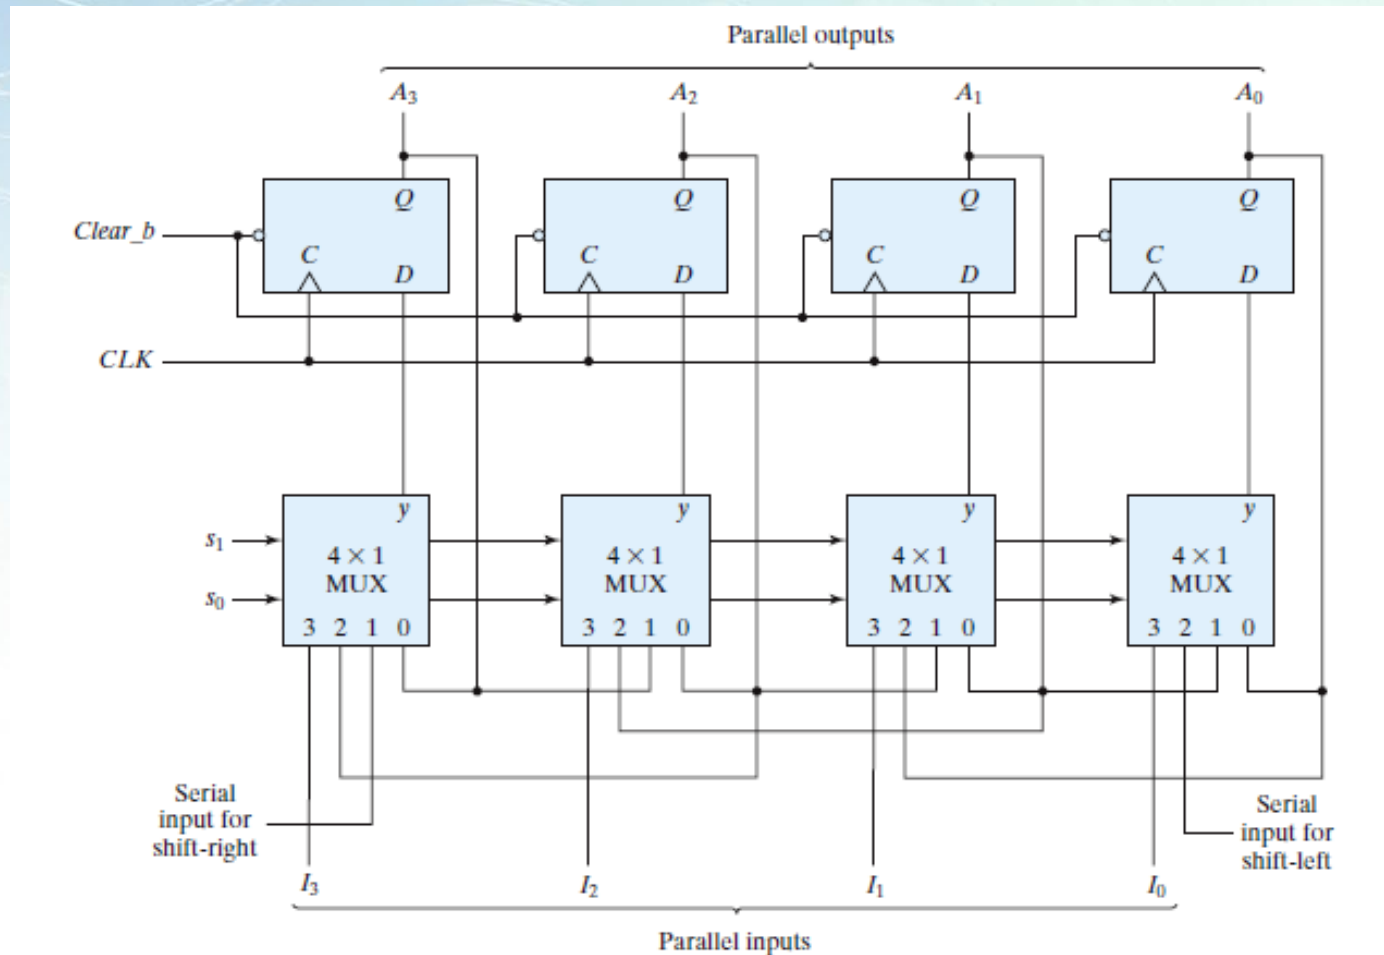 Parallel outputs
A₃ A₂ A₁ A₀
Q Q Q Q
Clear_b
C C C C
D D D D
CLK
y y y y
s₁
4 × 1 4 × 1 4 × 1 4 × 1
MUX MUX MUX MUX
s₀
3 2 1 0 3 2 1 0 3 2 1 0 3 2 1 0
Serial
input for
shift-right
Serial
input for
shift-left
I₃ I₂ I₁ I₀
Parallel inputs